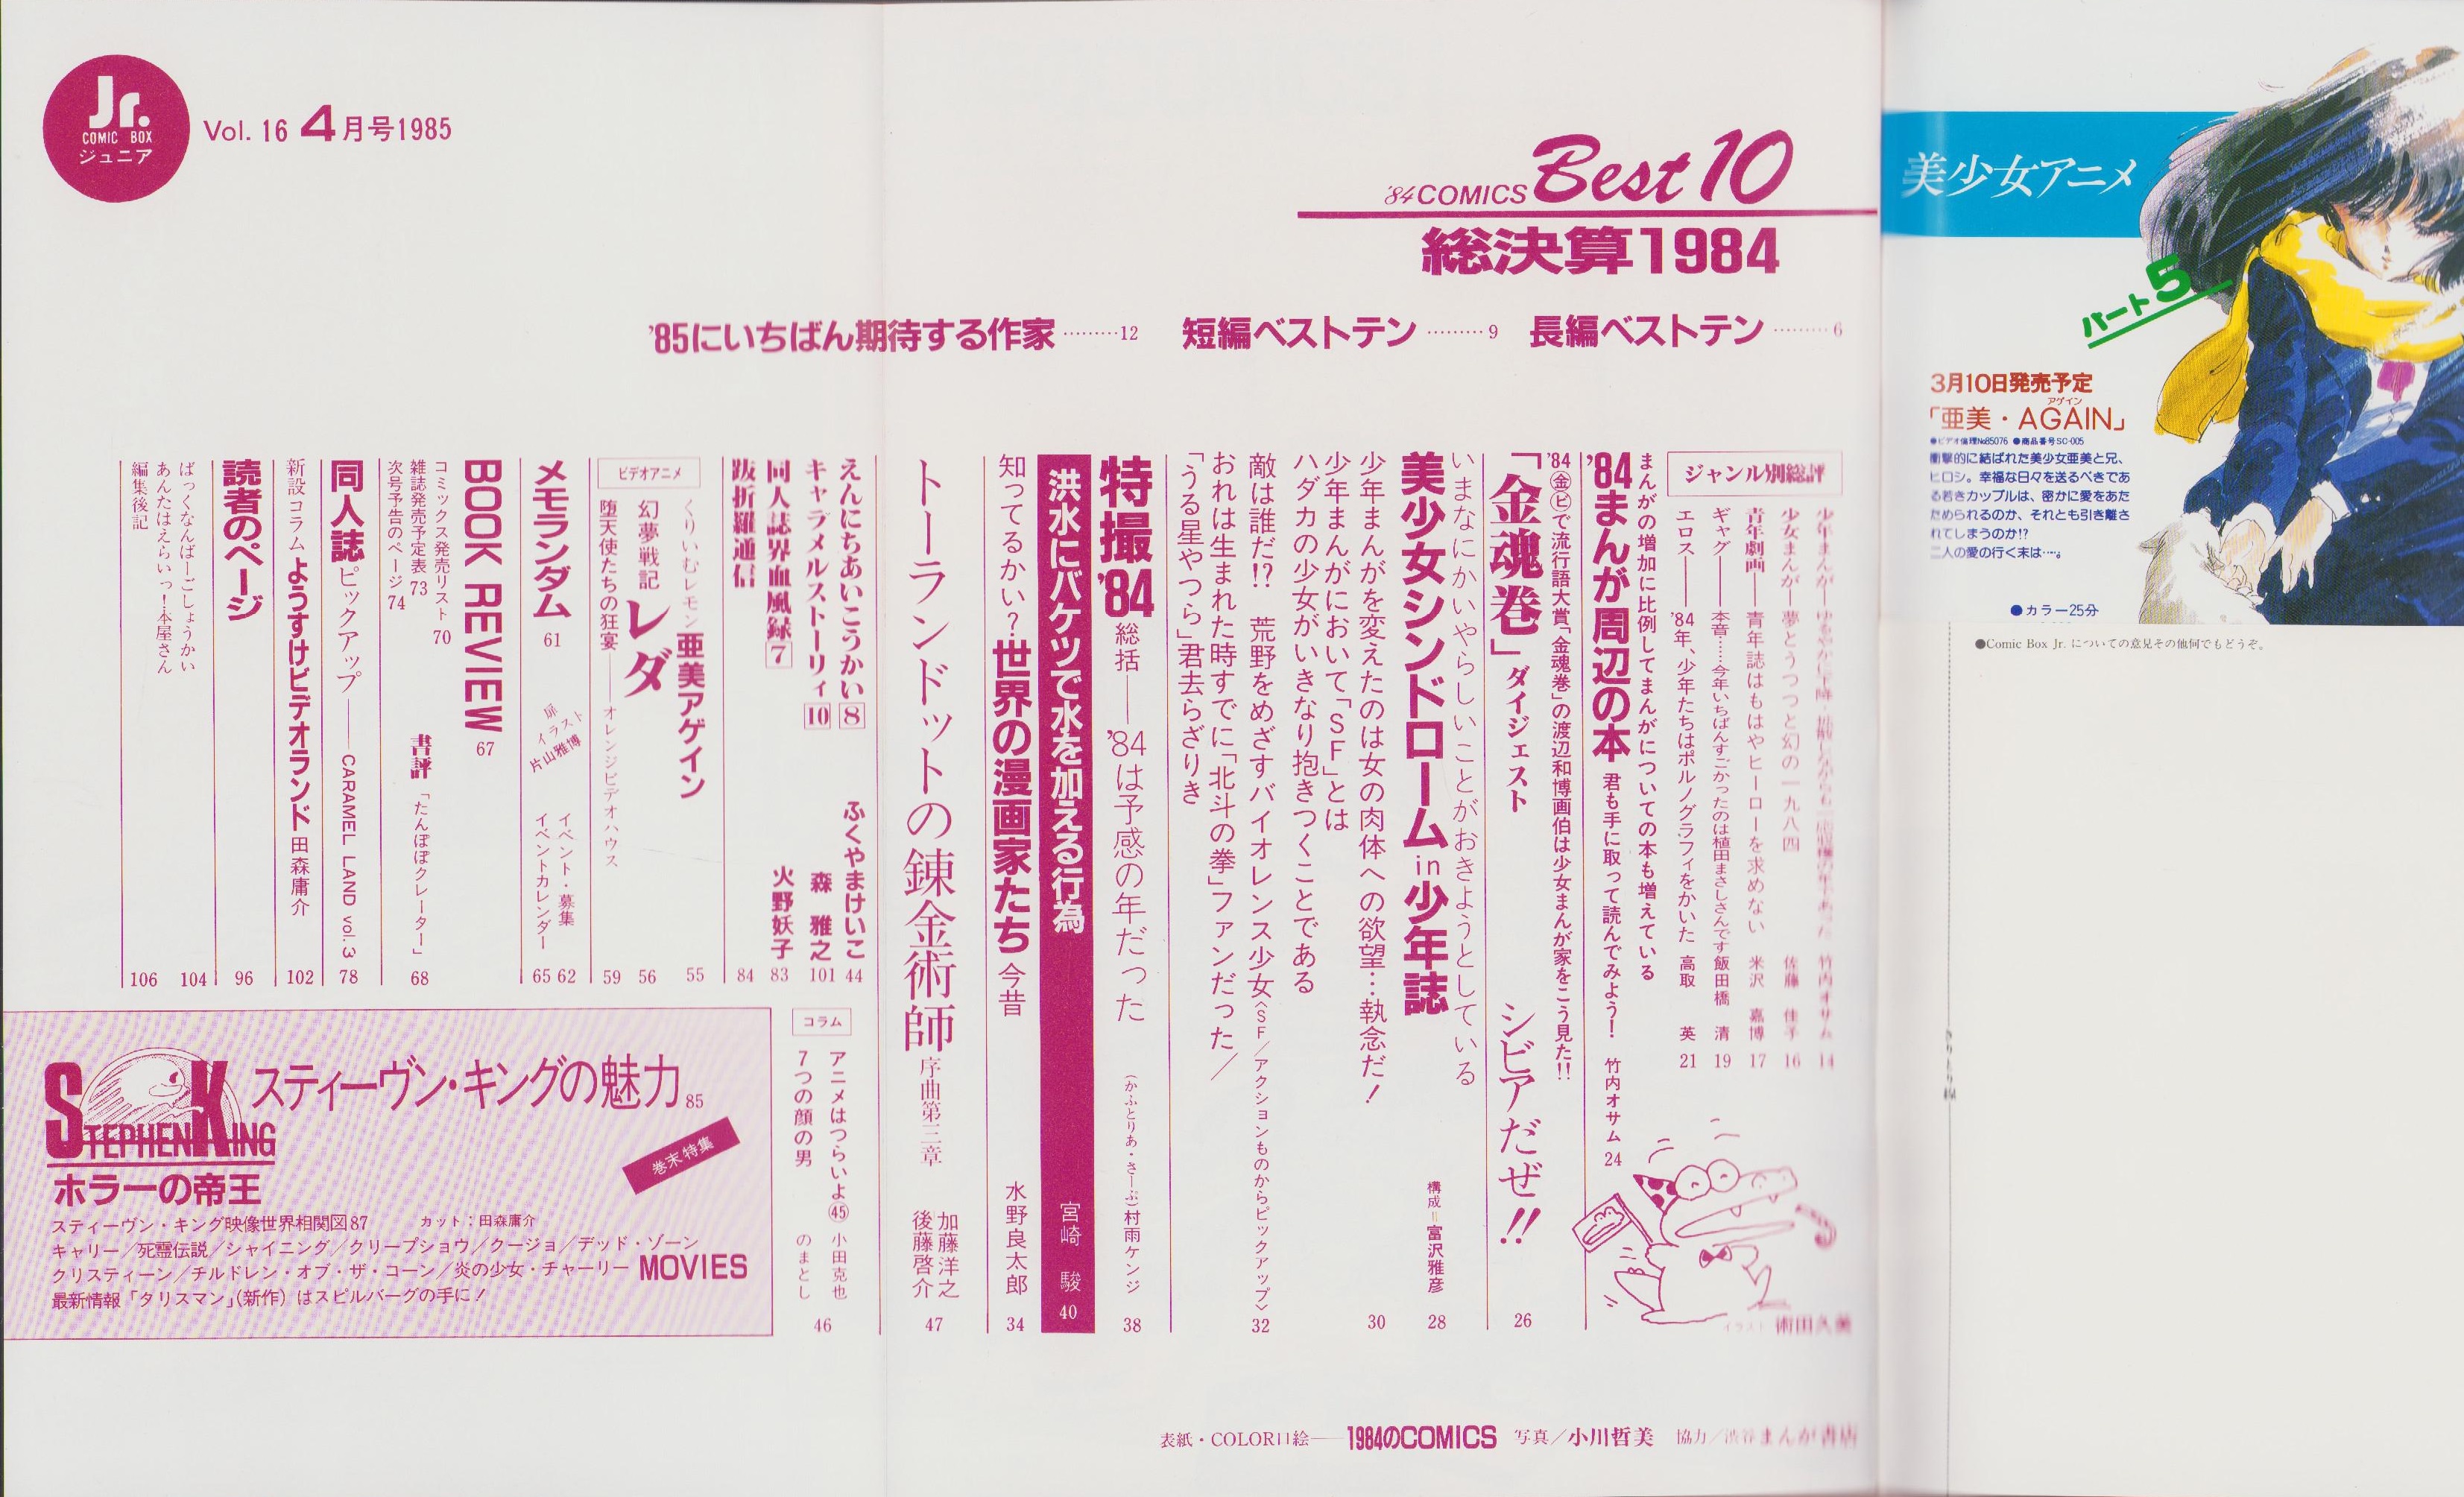 Jr.
COMIC BOX
ジュニア
Vol. 16 4月号1985
'84 COMICS Best 10
総決算1984
長編ベストテン………6
短編ベストテン………9
'85にいちばん期待する作家………12
ジャンル別総評
少年まんが
竹内オサム 14
少女まんが―夢とうつつと幻の一九八四 佐藤 佳子 16
青年劇画――青年誌はもはやヒーローを求めない 米沢 嘉博 17
ギャグ――本音……今年いちばんすごかったのは植田まさしさんです 飯田橋 清 19
エロス――'84年、少年たちはポルノグラフィをかいた 高取 英 21
まんがの増加に比例してまんがについての本も増えている
'84まんが周辺の本 君も手に取って読んでみよう! 竹内オサム 24
'84㊎㊪で流行語大賞「金魂巻」の渡辺和博画伯は少女まんが家をこう見た!!
「金魂巻」ダイジェスト シビアだぜ!! 26
いまなにかいやらしいことがおきようとしている
美少女シンドローム in 少年誌 構成=富沢雅彦 28
少年まんがを変えたのは女の肉体への欲望…執念だ! 30
少年まんがにおいて「SF」とは
ハダカの少女がいきなり抱きつくことである
敵は誰だ!? 荒野をめざすバイオレンス少女〈SF/アクションものからピックアップ〉 32
おれは生まれた時すでに「北斗の拳」ファンだった/
「うる星やつら」君去らざりき
特撮'84 総括――'84は予感の年だった (かふとりあ・さーぶ)村雨ケンジ 38
洪水にバケツで水を加える行為 宮崎 駿 40
知ってるかい?世界の漫画家たち 今昔 水野良太郎 34
トーランドットの錬金術師 序曲第三章 加藤洋之 後藤啓介 47
えんにちあいこうかい 8 ふくやまけいこ 44
キャラメルストーリィ 10 森 雅之 101
同人誌界血風録 7 火野妖子 83
跋折羅通信 84
コラム
アニメはつらいよ㊺ 小田克也
7つの顔の男 のまとし 46
ビデオアニメ
くりいむレモン 亜美アゲイン 55
幻夢戦記 レダ 56
堕天使たちの狂宴――オレンジビデオハウス 59
メモランダム 61
扉イラスト 片山雅博
イベント・募集 62
イベントカレンダー 65
BOOK REVIEW 67
コミックス発売リスト 70
雑誌発売予定表 73
次号予告のページ 74
書評「たんぽぽクレーター」 68
同人誌ピックアップ――CARAMEL LAND vol.3 78
新設コラム ようすけビデオランド 田森庸介 102
読者のページ 96
ばっくなんばーごしょうかい
あんたはえらいっ!本屋さん 104
編集後記 106
STEPHEN KING
スティーヴン・キングの魅力 85
巻末特集
ホラーの帝王
スティーヴン・キング映像世界相関図87 カット:田森庸介
キャリー/死霊伝説/シャイニング/クリープショウ/クージョ/デッド・ゾーン
クリスティーン/チルドレン・オブ・ザ・コーン/炎の少女・チャーリー MOVIES
最新情報「タリスマン」(新作)はスピルバーグの手に!
イラスト
表紙・COLOR口絵――1984のCOMICS 写真/小川哲美 協力/渋谷まんが書店
美少女アニメ
パート5
3月10日発売予定
「亜美・AGAIN」
アゲイン
●ビデオ倫理No.85076 ●商品番号SC-005
衝撃的に結ばれた美少女亜美と兄、
ヒロシ。幸福な日々を送るべきであ
る若きカップルは、密かに愛をあた
ためられるのか、それとも引き離さ
れてしまうのか!?
二人の愛の行く末は…。
●カラー25分
●Comic Box Jr. についての意見その他何でもどうぞ。
きりとり線